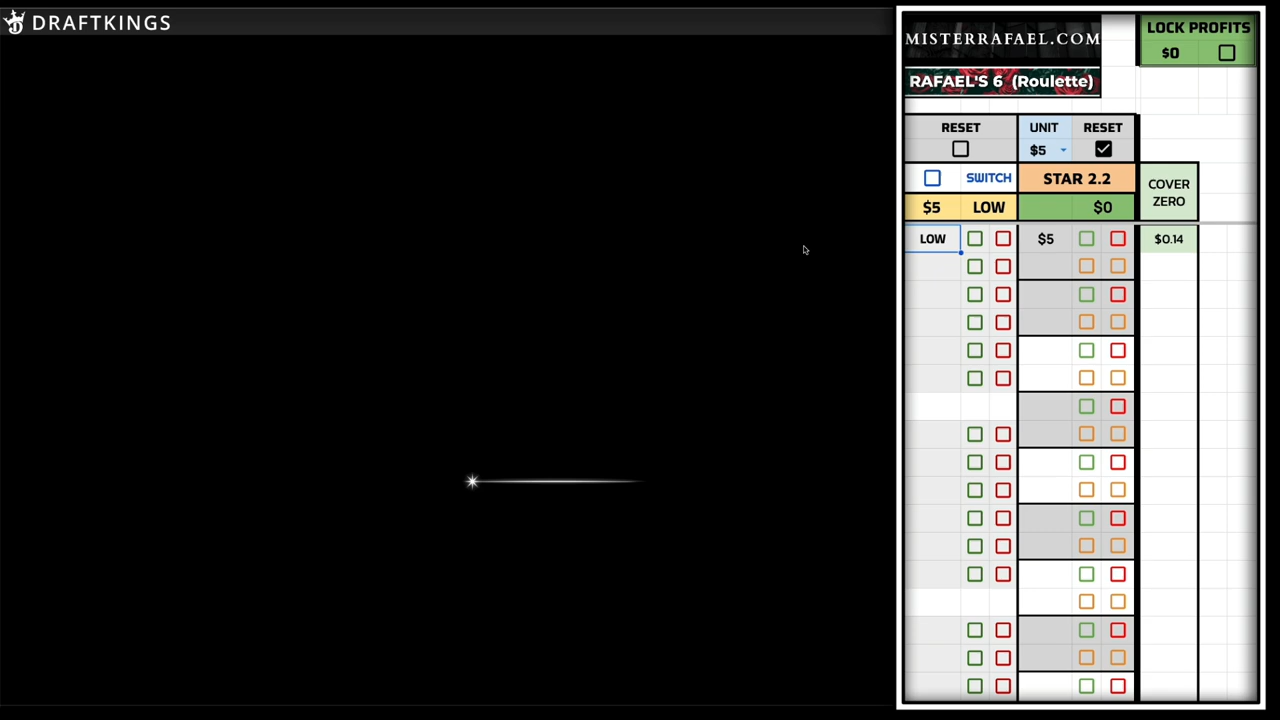 DRAFTKINGS
MISTERRAFAEL.COM
LOCK PROFITS
$0
RAFAEL'S 6 (Roulette)
RESET
UNIT
RESET
$5
SWITCH
STAR 2.2
COVER
ZERO
$5
LOW
$0
LOW
$5
$0.14